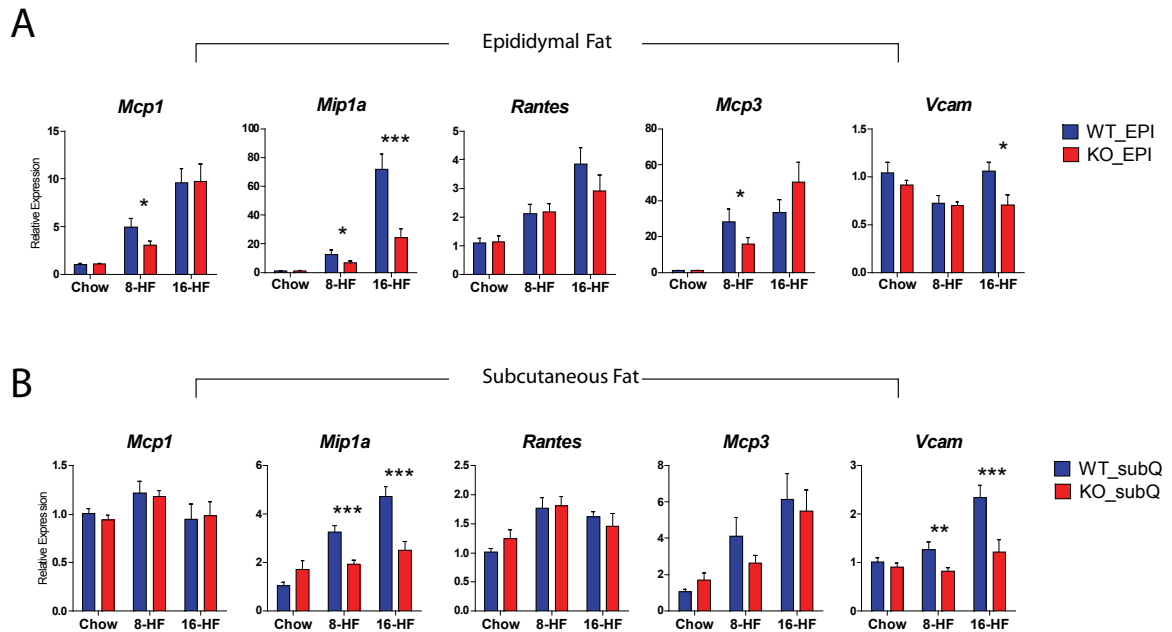 A
Epididymal Fat
Mcp1 Mip1a Rantes Mcp3 Vcam
Relative Expression
15
10
5
0
*
Chow 8-HF 16-HF
100
80
60
40
20
0
*
***
Chow 8-HF 16-HF
5
4
3
2
1
0
Chow 8-HF 16-HF
80
60
40
20
0
*
Chow 8-HF 16-HF
1.5
1.0
0.5
0.0
*
Chow 8-HF 16-HF
WT_EPI
KO_EPI
B
Subcutaneous Fat
Mcp1 Mip1a Rantes Mcp3 Vcam
Relative Expression
1.5
1.0
0.5
0.0
Chow 8-HF 16-HF
6
4
2
0
***
***
Chow 8-HF 16-HF
2.5
2.0
1.5
1.0
0.5
0.0
Chow 8-HF 16-HF
8
6
4
2
0
Chow 8-HF 16-HF
3
2
1
0
**
***
Chow 8-HF 16-HF
WT_subQ
KO_subQ